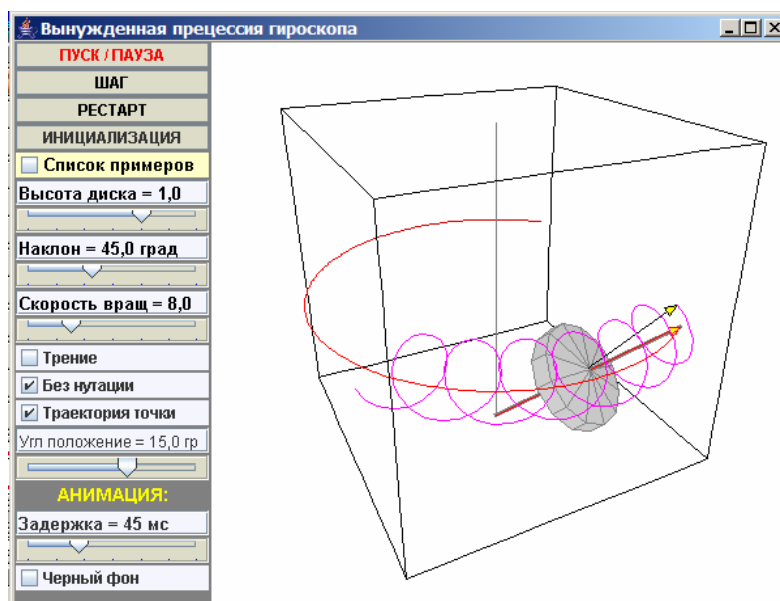 Вынужденная прецессия гироскопа
ПУСК / ПАУЗА
ШАГ
РЕСТАРТ
ИНИЦИАЛИЗАЦИЯ
Список примеров
Высота диска = 1,0
Наклон = 45,0 град
Скорость вращ = 8,0
Трение
Без нутации
Траектория точки
Угл положение = 15,0 гр
АНИМАЦИЯ:
Задержка = 45 мс
Черный фон